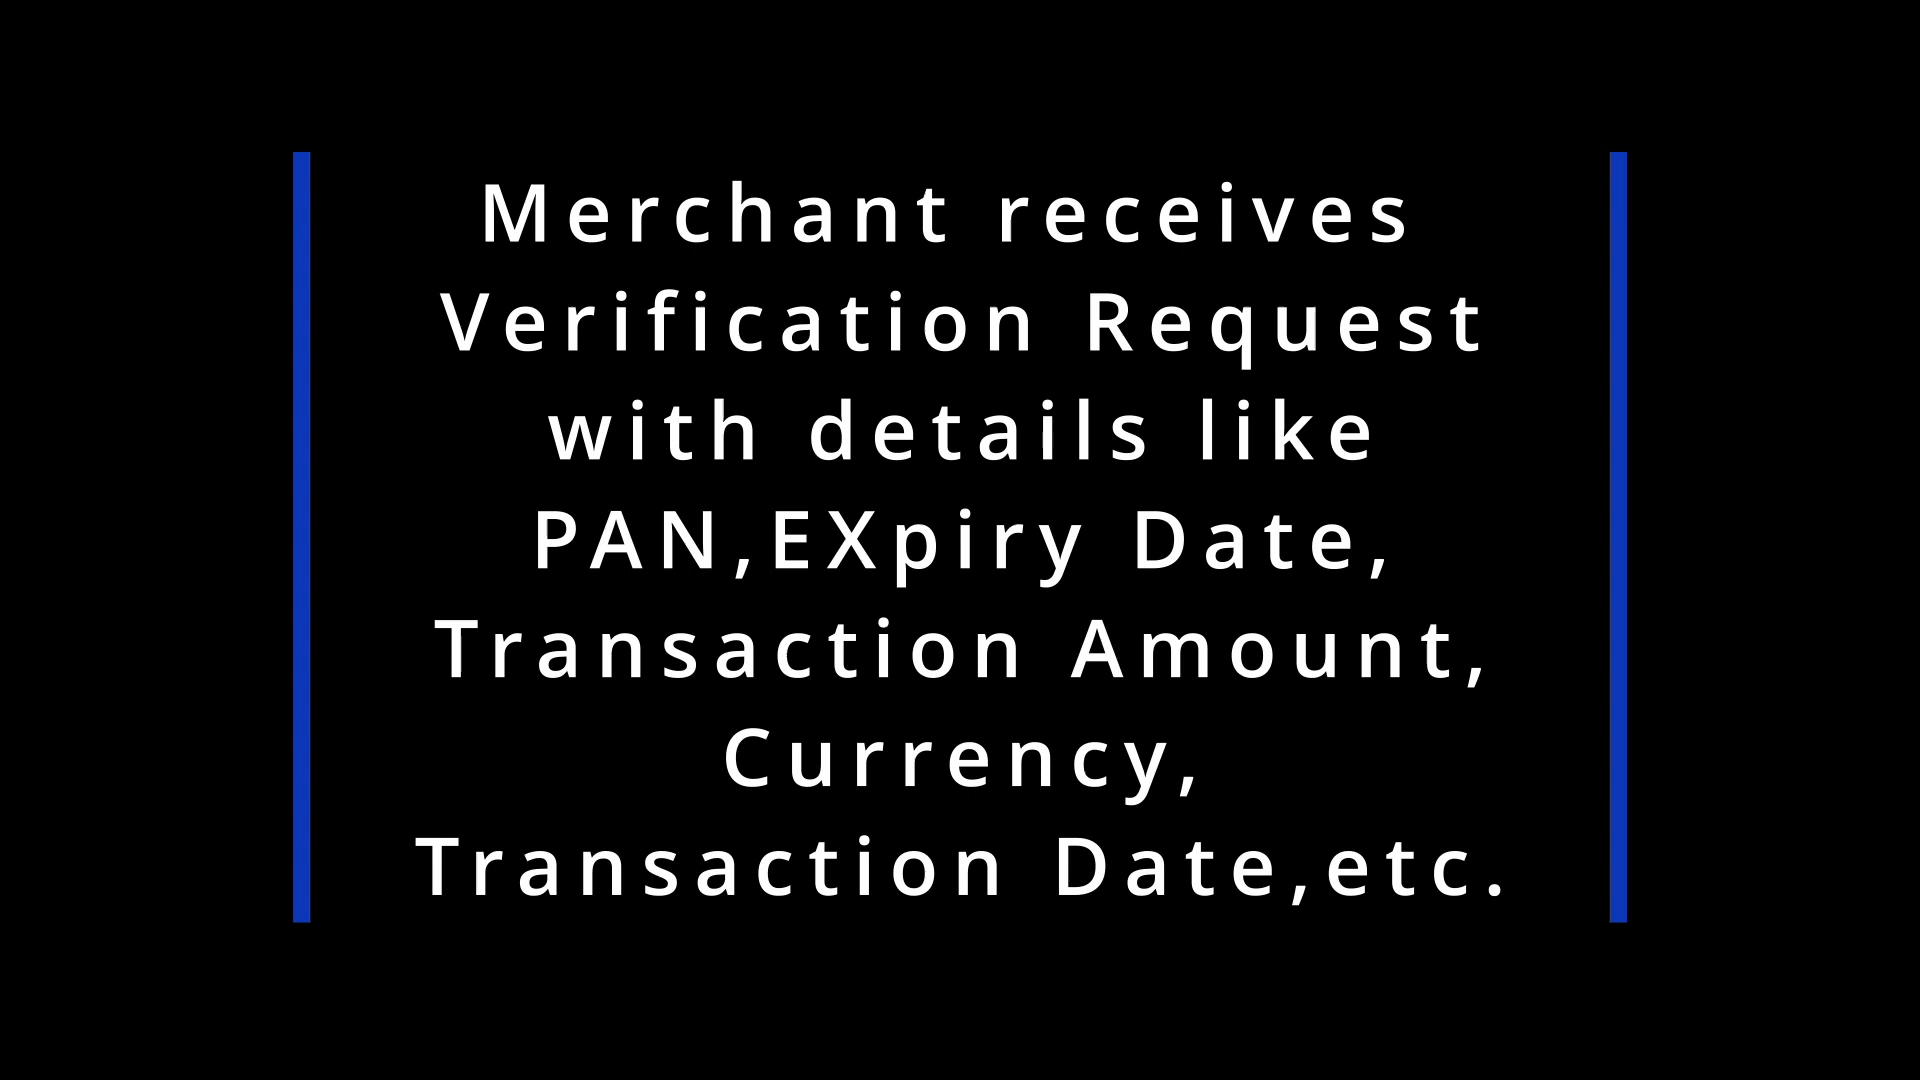 Merchant receives
Verification Request
with details like
PAN,EXpiry Date,
Transaction Amount,
Currency,
Transaction Date,etc.